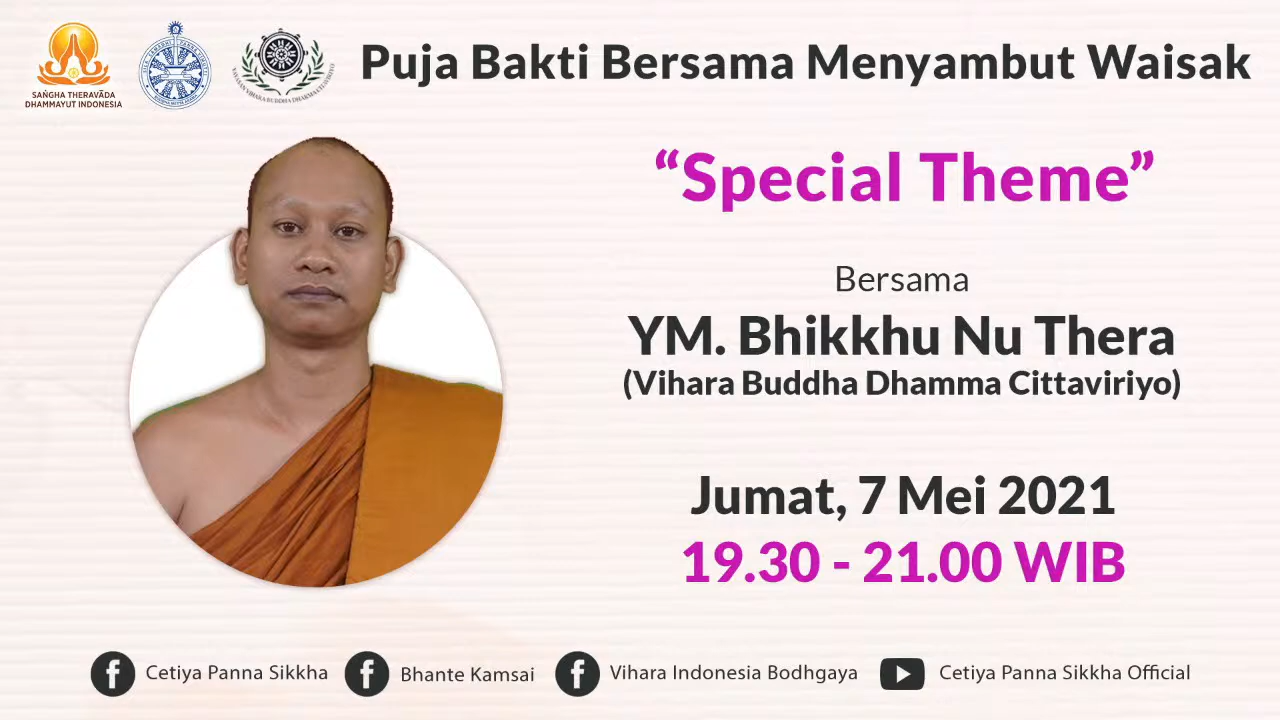 SAṄGHA THERAVĀDA
DHAMMAYUT INDONESIA
Puja Bakti Bersama Menyambut Waisak
“Special Theme”
Bersama
YM. Bhikkhu Nu Thera
(Vihara Buddha Dhamma Cittaviriyo)
Jumat, 7 Mei 2021
19.30 - 21.00 WIB
Cetiya Panna Sikkha
Bhante Kamsai
Vihara Indonesia Bodhgaya
Cetiya Panna Sikkha Official